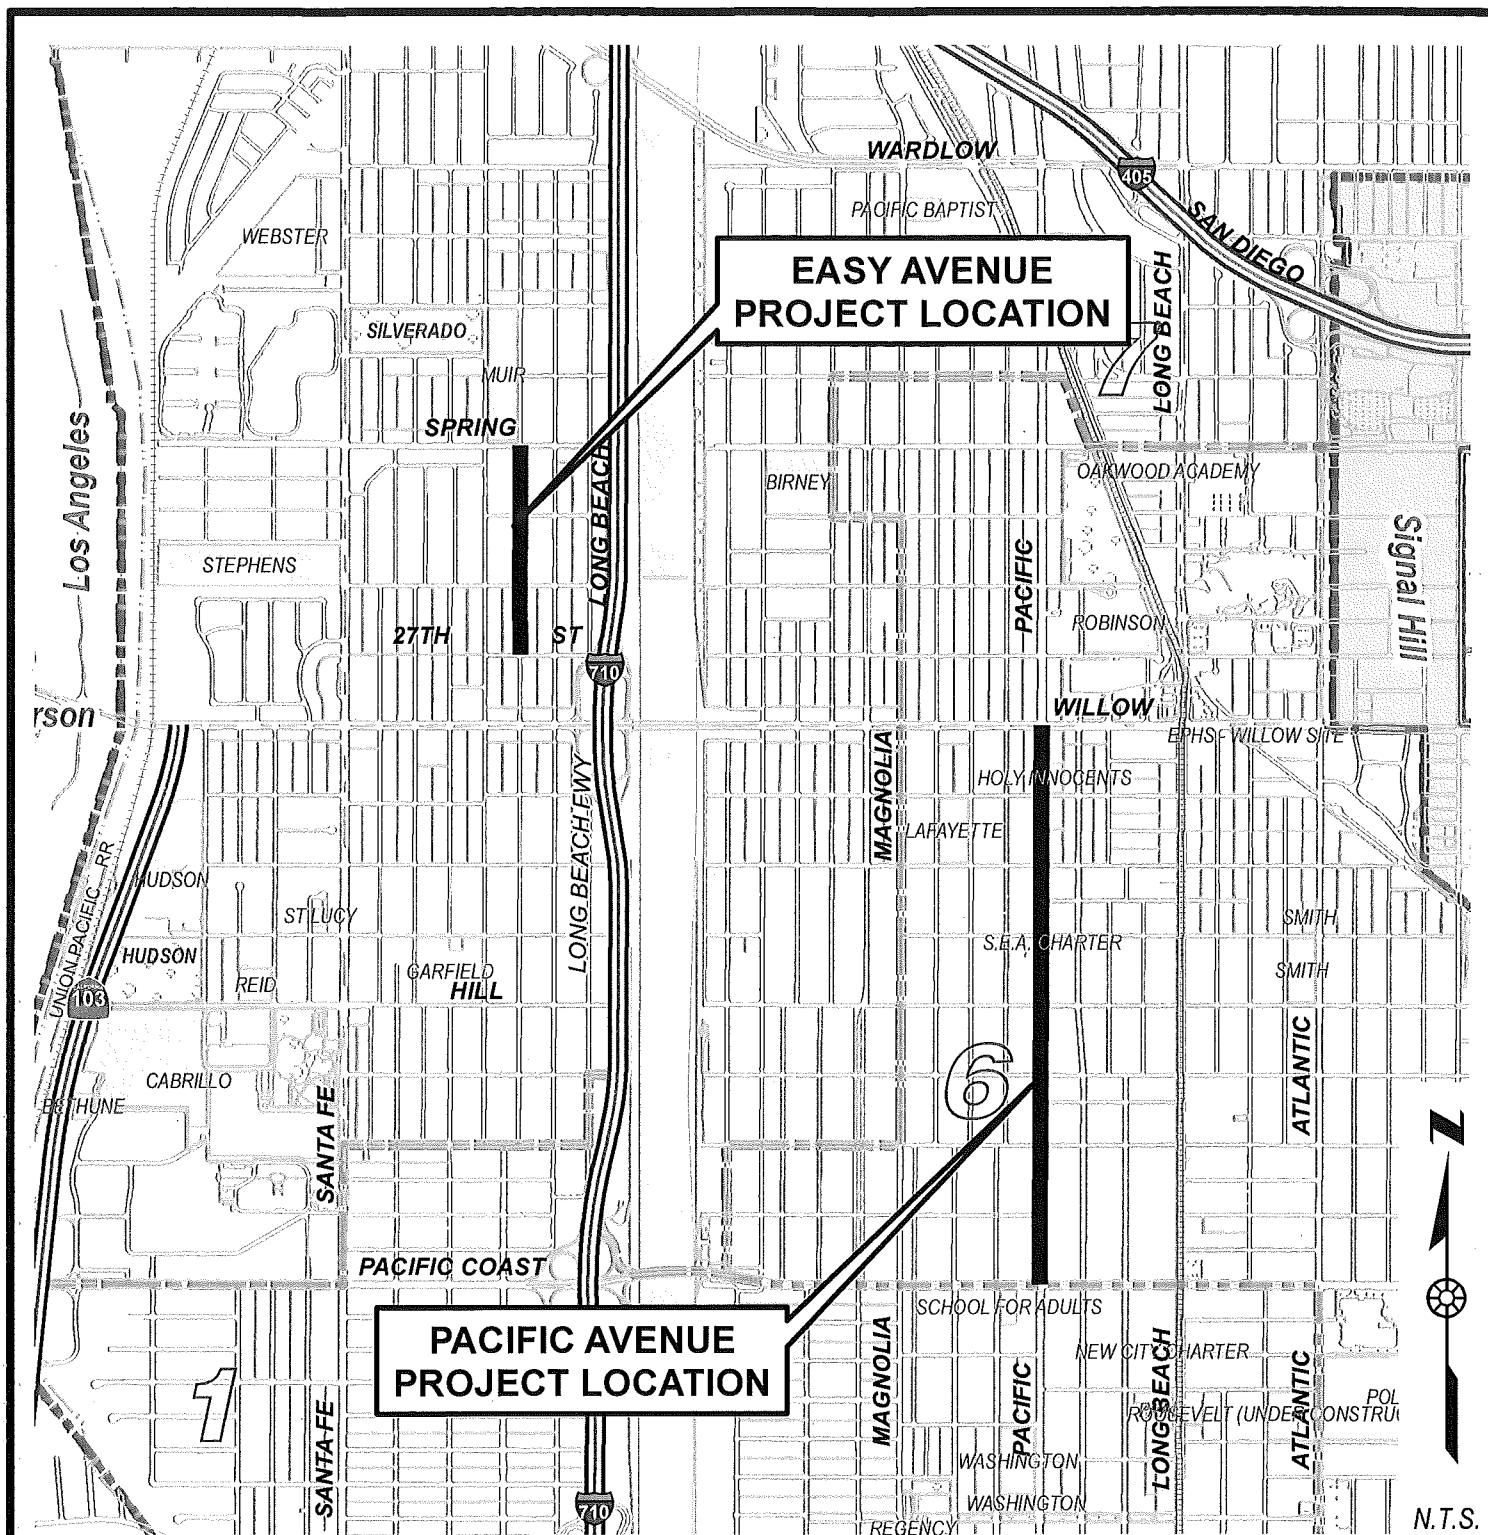 WARDLOW
405
PACIFIC BAPTIST
SAN DIEGO
WEBSTER
EASY AVENUE
PROJECT LOCATION
LONG BEACH
SILVERADO
7
MUIR
SPRING
Los Angeles
LONG BEACH
BIRNEY
OAKWOOD ACADEMY
STEPHENS
PACIFIC
Signal Hill
27TH ST
ROBINSON
710
rson
WILLOW
EPHS - WILLOW SITE
MAGNOLIA
HOLY INNOCENTS
LONG BEACH FWY
LAFAYETTE
UNION PACIFIC RR
HUDSON
ST LUCY
SMITH
HUDSON
S.E.A. CHARTER
GARFIELD
SMITH
REID
HILL
103
ATLANTIC
6
CABRILLO
BETHUNE
SANTA FE
Z
PACIFIC COAST
SCHOOL FOR ADULTS
PACIFIC AVENUE
PROJECT LOCATION
MAGNOLIA
NEW CITY CHARTER
1
PACIFIC
LONG BEACH
ATLANTIC
POL
ROOSEVELT (UNDER CONSTRU
SANTA FE
WASHINGTON
WASHINGTON
710
REGENCY
N.T.S.